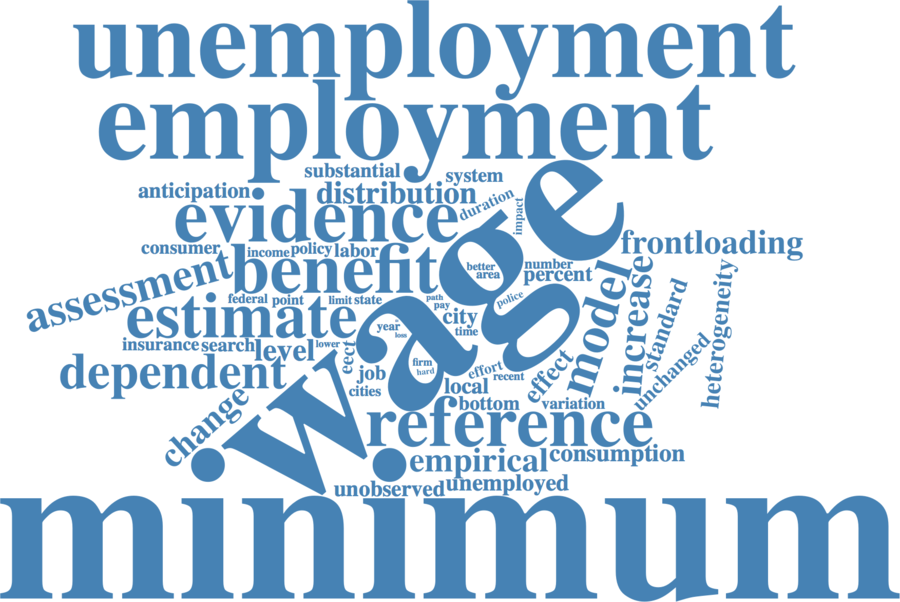 unemployment
employment
substantial
system
anticipation
distribution
duration
impact
evidence
wage
consumer
income
policy
labor
frontloading
benefit
better
area
number
percent
assessment
federal
point
limit
state
path
pay
police
model
increase
standard
heterogeneity
estimate
year
loss
city
time
insurance
search
level
lower
eect
dependent
job
firm
hard
effort
recent
effect
unchanged
cities
local
bottom
variation
change
reference
empirical
consumption
unobserved
unemployed
minimum